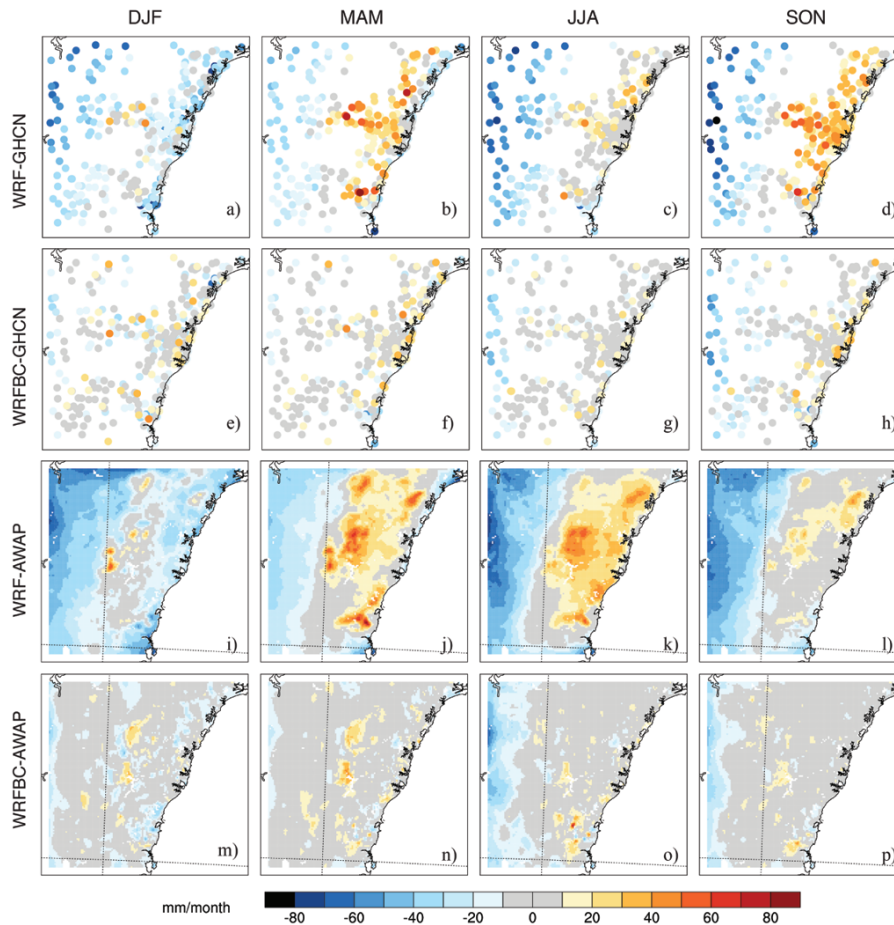 DJF MAM JJA SON
WRF-GHCN
a) b) c) d)
WRFBC-GHCN
e) f) g) h)
WRF-AWAP
i) j) k) l)
WRFBC-AWAP
m) n) o) p)
mm/month
-80 -60 -40 -20 0 20 40 60 80